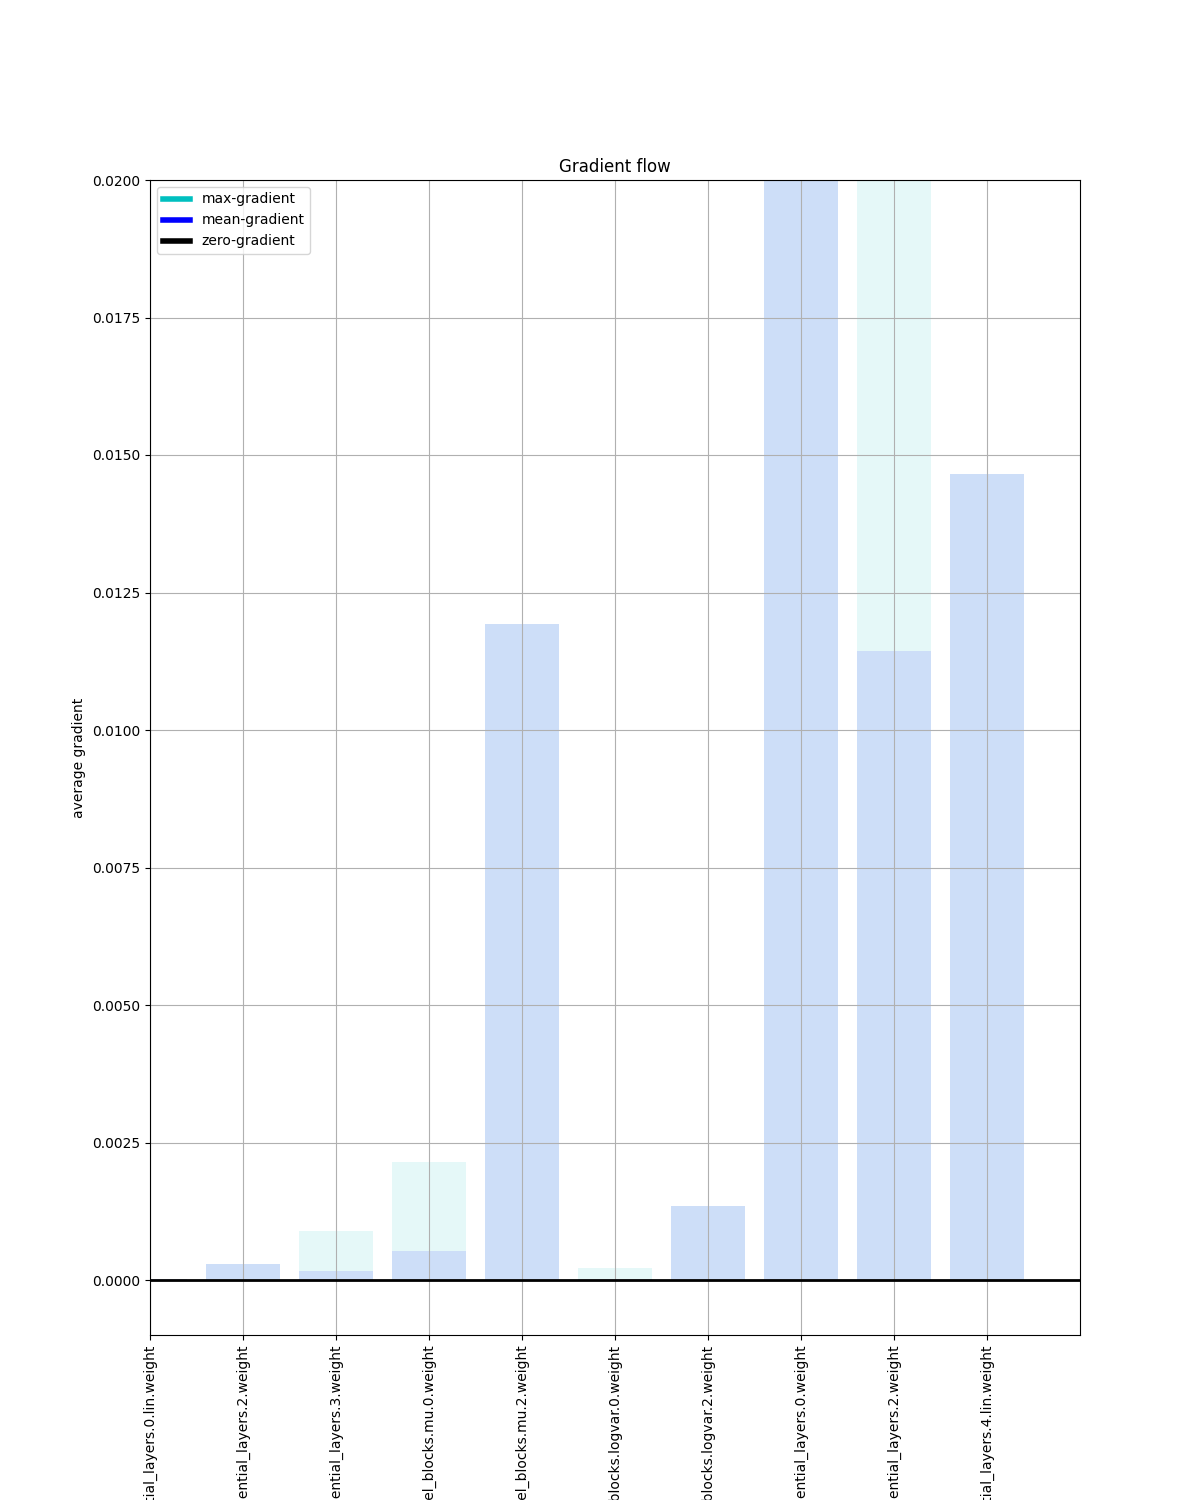 Gradient flow
max-gradient
mean-gradient
zero-gradient
0.0200
0.0175
0.0150
0.0125
0.0100
0.0075
0.0050
0.0025
0.0000
average gradient
tial_layers.0.lin.weight
ential_layers.2.weight
ential_layers.3.weight
el_blocks.mu.0.weight
el_blocks.mu.2.weight
blocks.logvar.0.weight
blocks.logvar.2.weight
ential_layers.0.weight
ential_layers.2.weight
tial_layers.4.lin.weight